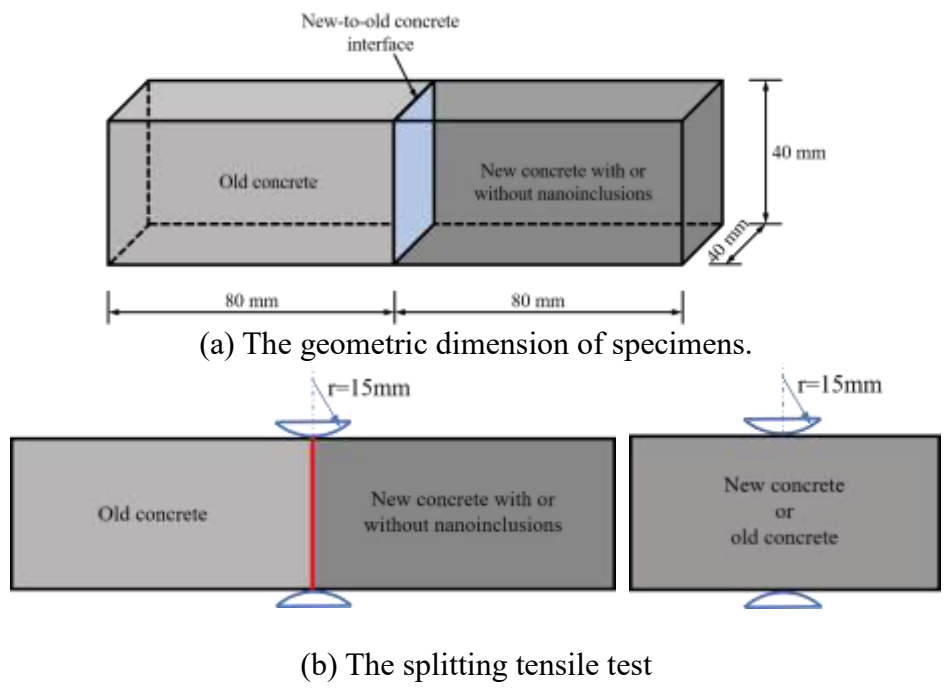 New-to-old concrete
interface
Old concrete
New concrete with or
without nanoinclusions
40 mm
40 mm
80 mm
80 mm
(a) The geometric dimension of specimens.
r=15mm
r=15mm
Old concrete
New concrete with or
without nanoinclusions
New concrete
or
old concrete
(b) The splitting tensile test